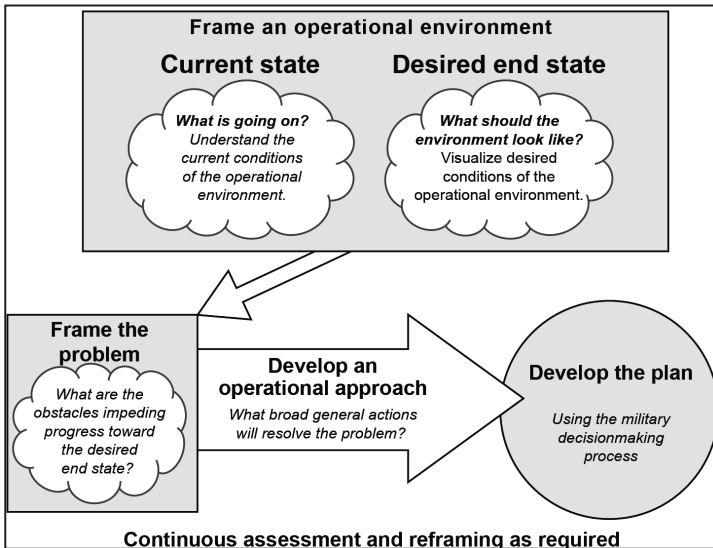 Frame an operational environment
Current state
What is going on?
Understand the
current conditions
of the operational
environment.
Desired end state
What should the
environment look like?
Visualize desired
conditions of the
operational environment.
Frame the
problem
What are the
obstacles impeding
progress toward
the desired
end state?
Develop an
operational approach
What broad general actions
will resolve the problem?
Develop the plan
Using the military
decisionmaking
process
Continuous assessment and reframing as required